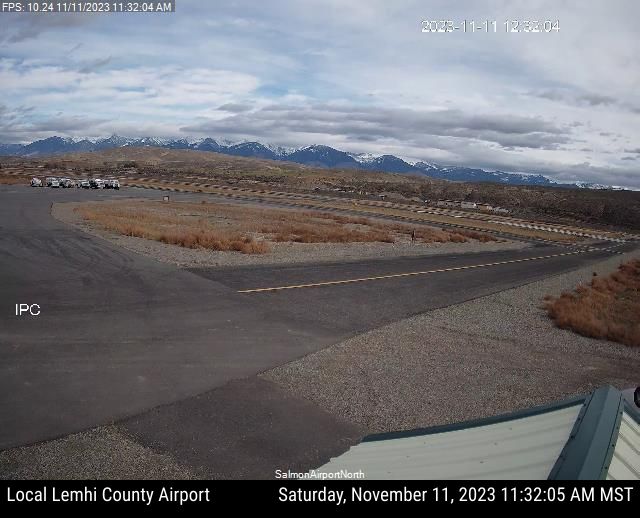 FPS: 10.24 11/11/2023 11:32:04 AM
2023-11-11 12:32:04
IPC
SalmonAirportNorth
Local Lemhi County Airport Saturday, November 11, 2023 11:32:05 AM MST